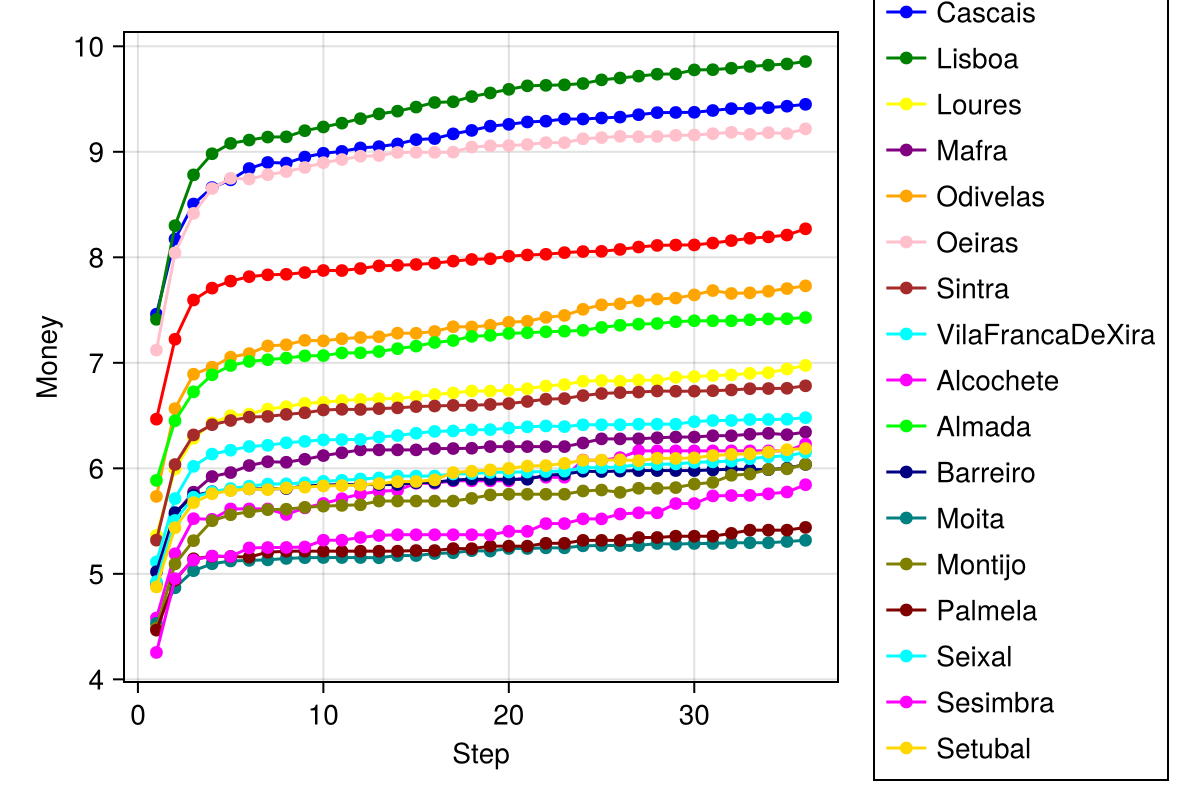 Cascais
Lisboa
Loures
Mafra
Odivelas
Oeiras
Sintra
VilaFrancaDeXira
Alcochete
Almada
Barreiro
Moita
Montijo
Palmela
Seixal
Sesimbra
Setubal
10
9
8
7
6
5
4
Money
0 10 20 30
Step